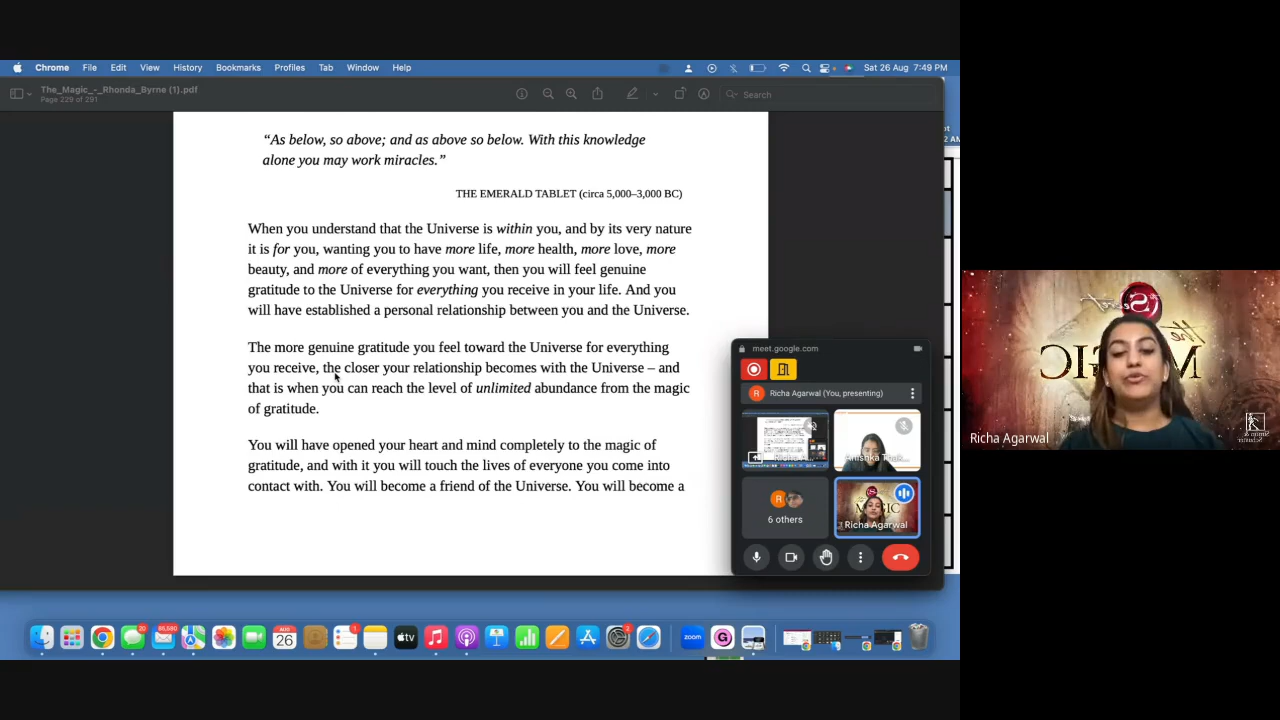 Chrome File Edit View History Bookmarks Profiles Tab Window Help
Sat 26 Aug 7:49 PM
The_Magic_-_Rhonda_Byrne (1).pdf
Page 229 of 291
Search
“As below, so above; and as above so below. With this knowledge
alone you may work miracles.”
THE EMERALD TABLET (circa 5,000–3,000 BC)
When you understand that the Universe is within you, and by its very nature
it is for you, wanting you to have more life, more health, more love, more
beauty, and more of everything you want, then you will feel genuine
gratitude to the Universe for everything you receive in your life. And you
will have established a personal relationship between you and the Universe.
The more genuine gratitude you feel toward the Universe for everything
you receive, the closer your relationship becomes with the Universe – and
that is when you can reach the level of unlimited abundance from the magic
of gratitude.
You will have opened your heart and mind completely to the magic of
gratitude, and with it you will touch the lives of everyone you come into
contact with. You will become a friend of the Universe. You will become a
meet.google.com
R Richa Agarwal (You, presenting)
R
6 others
MAGIC
Richa Agarwal
AUG
26
tv
zoom
G
The
MAGIC
Richa Agarwal